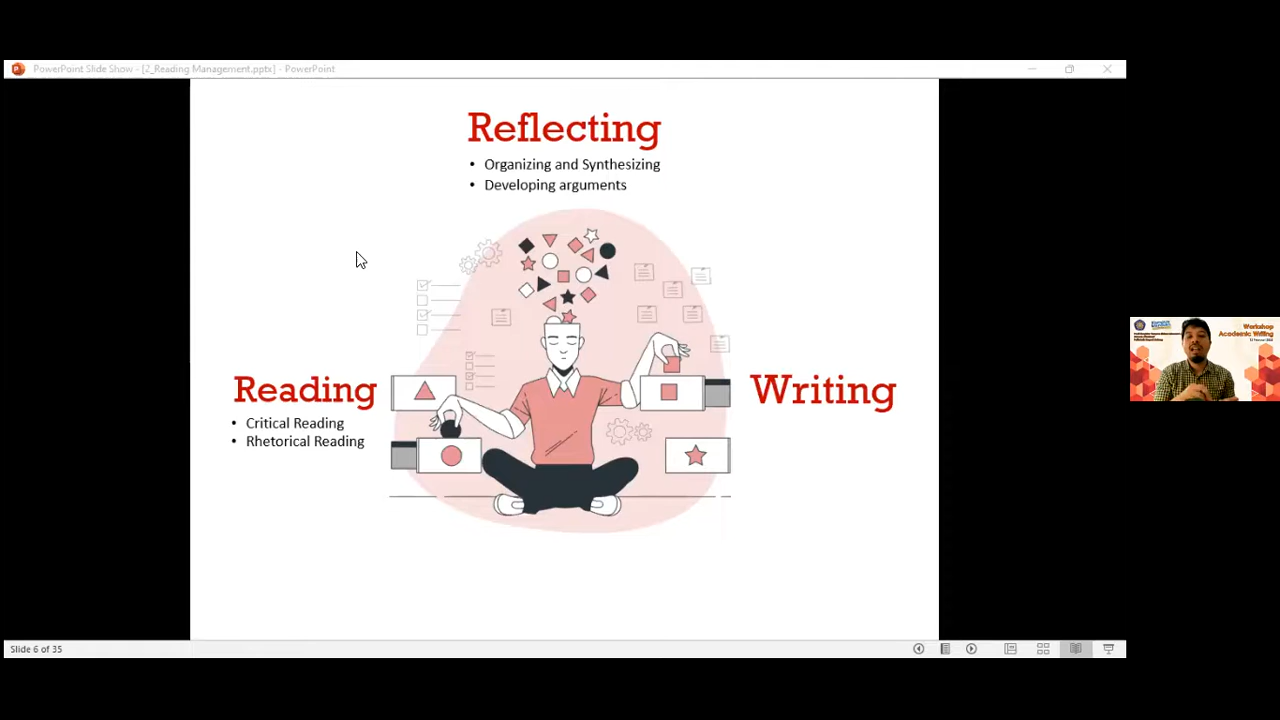 PowerPoint Slide Show - [2_Reading Management.pptx] - PowerPoint
Reflecting
• Organizing and Synthesizing
• Developing arguments
Reading
• Critical Reading
• Rhetorical Reading
Writing
Workshop
Academic Writing
Slide 6 of 35